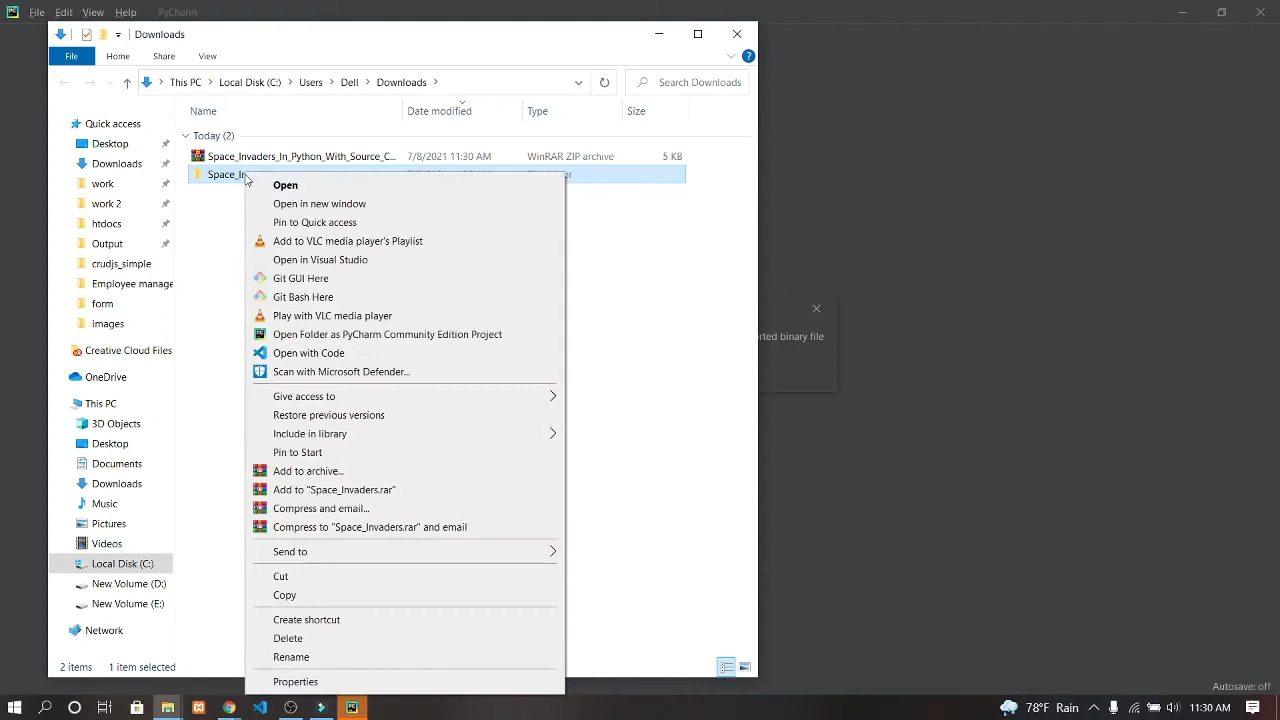 File Edit View Help PyCharm
Downloads
File Home Share View
This PC Local Disk (C:) Users Dell Downloads Search Downloads
Name Date modified Type Size
Quick access
Desktop
Downloads
work
work 2
htdocs
Output
crudjs_simple
Employee manage
form
images
Creative Cloud Files
OneDrive
This PC
3D Objects
Desktop
Documents
Downloads
Music
Pictures
Videos
Local Disk (C:)
New Volume (D:)
New Volume (E:)
Network
Today (2)
Space_Invaders_In_Python_With_Source_C... 7/8/2021 11:30 AM WinRAR ZIP archive 5 KB
Open
Open in new window
Pin to Quick access
Add to VLC media player's Playlist
Open in Visual Studio
Git GUI Here
Git Bash Here
Play with VLC media player
Open Folder as PyCharm Community Edition Project
Open with Code
Scan with Microsoft Defender...
Give access to
Restore previous versions
Include in library
Pin to Start
Add to archive...
Add to "Space_Invaders.rar"
Compress and email...
Compress to "Space_Invaders.rar" and email
Send to
Cut
Copy
Create shortcut
Delete
Rename
Properties
binary file
2 items 1 item selected
Autosave: off
78°F Rain 11:30 AM